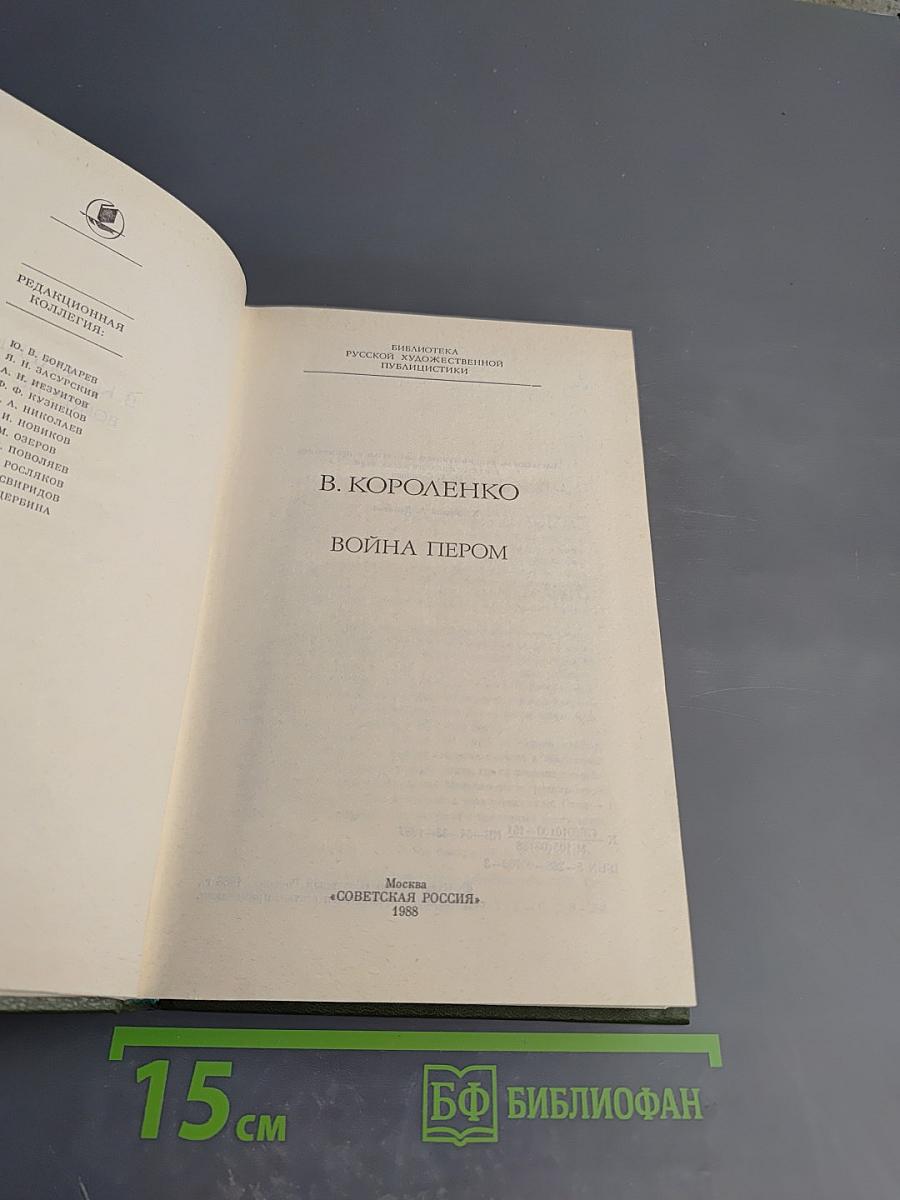 РЕДАКЦИОННАЯ
КОЛЛЕГИЯ:
Ю. В. БОНДАРЕВ
Я. Н. ЗАСУРСКИЙ
А. Н. ИЕЗУИТОВ
Ф. Ф. КУЗНЕЦОВ
А. НИКОЛАЕВ
И. НОВИКОВ
М. ОЗЕРОВ
ПОВОЛЯЕВ
РОСЛЯКОВ
СВИРИДОВ
ЩЕРБИНА
БИБЛИОТЕКА
РУССКОЙ ХУДОЖЕСТВЕННОЙ
ПУБЛИЦИСТИКИ
В. КОРОЛЕНКО
ВОЙНА ПЕРОМ
Москва
«СОВЕТСКАЯ РОССИЯ»
1988
15 см
БФ БИБЛИОФАН